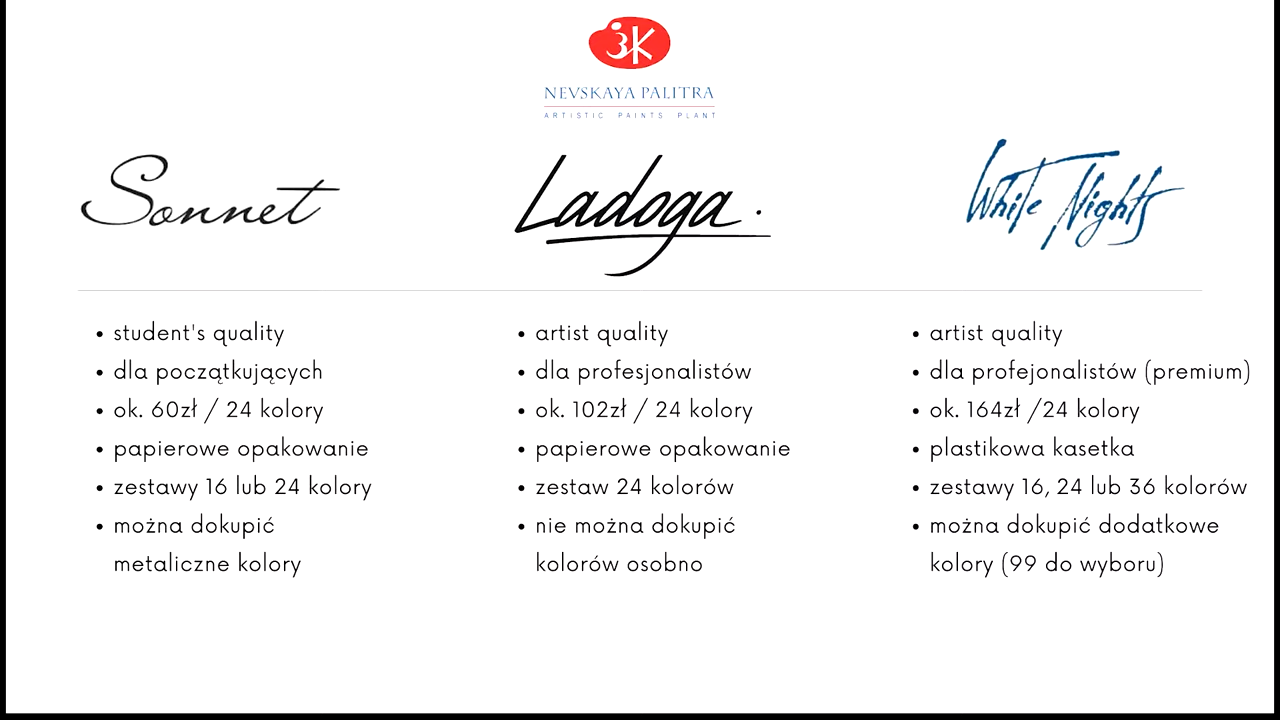 3K
NEVSKAYA PALITRA
ARTISTIC PAINTS PLANT
Sonnet
Ladoga.
White Nights
• student's quality
• dla początkujących
• ok. 60zł / 24 kolory
• papierowe opakowanie
• zestawy 16 lub 24 kolory
• można dokupić
metaliczne kolory
• artist quality
• dla profesjonalistów
• ok. 102zł / 24 kolory
• papierowe opakowanie
• zestaw 24 kolorów
• nie można dokupić
kolorów osobno
• artist quality
• dla profejonalistów (premium)
• ok. 164zł /24 kolory
• plastikowa kasetka
• zestawy 16, 24 lub 36 kolorów
• można dokupić dodatkowe
kolory (99 do wyboru)